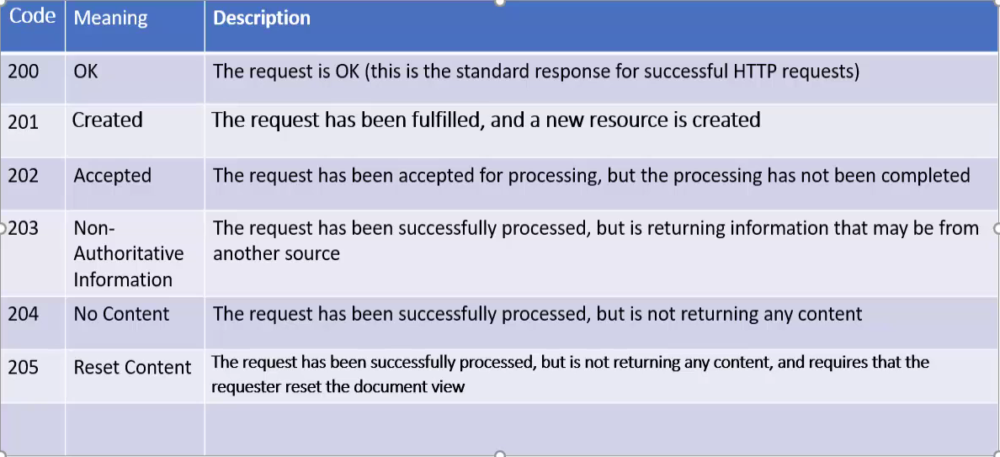 Code Meaning Description
200 OK The request is OK (this is the standard response for successful HTTP requests)
201 Created The request has been fulfilled, and a new resource is created
202 Accepted The request has been accepted for processing, but the processing has not been completed
203 Non- The request has been successfully processed, but is returning information that may be from
Authoritative another source
Information
204 No Content The request has been successfully processed, but is not returning any content
205 Reset Content The request has been successfully processed, but is not returning any content, and requires that the
requester reset the document view